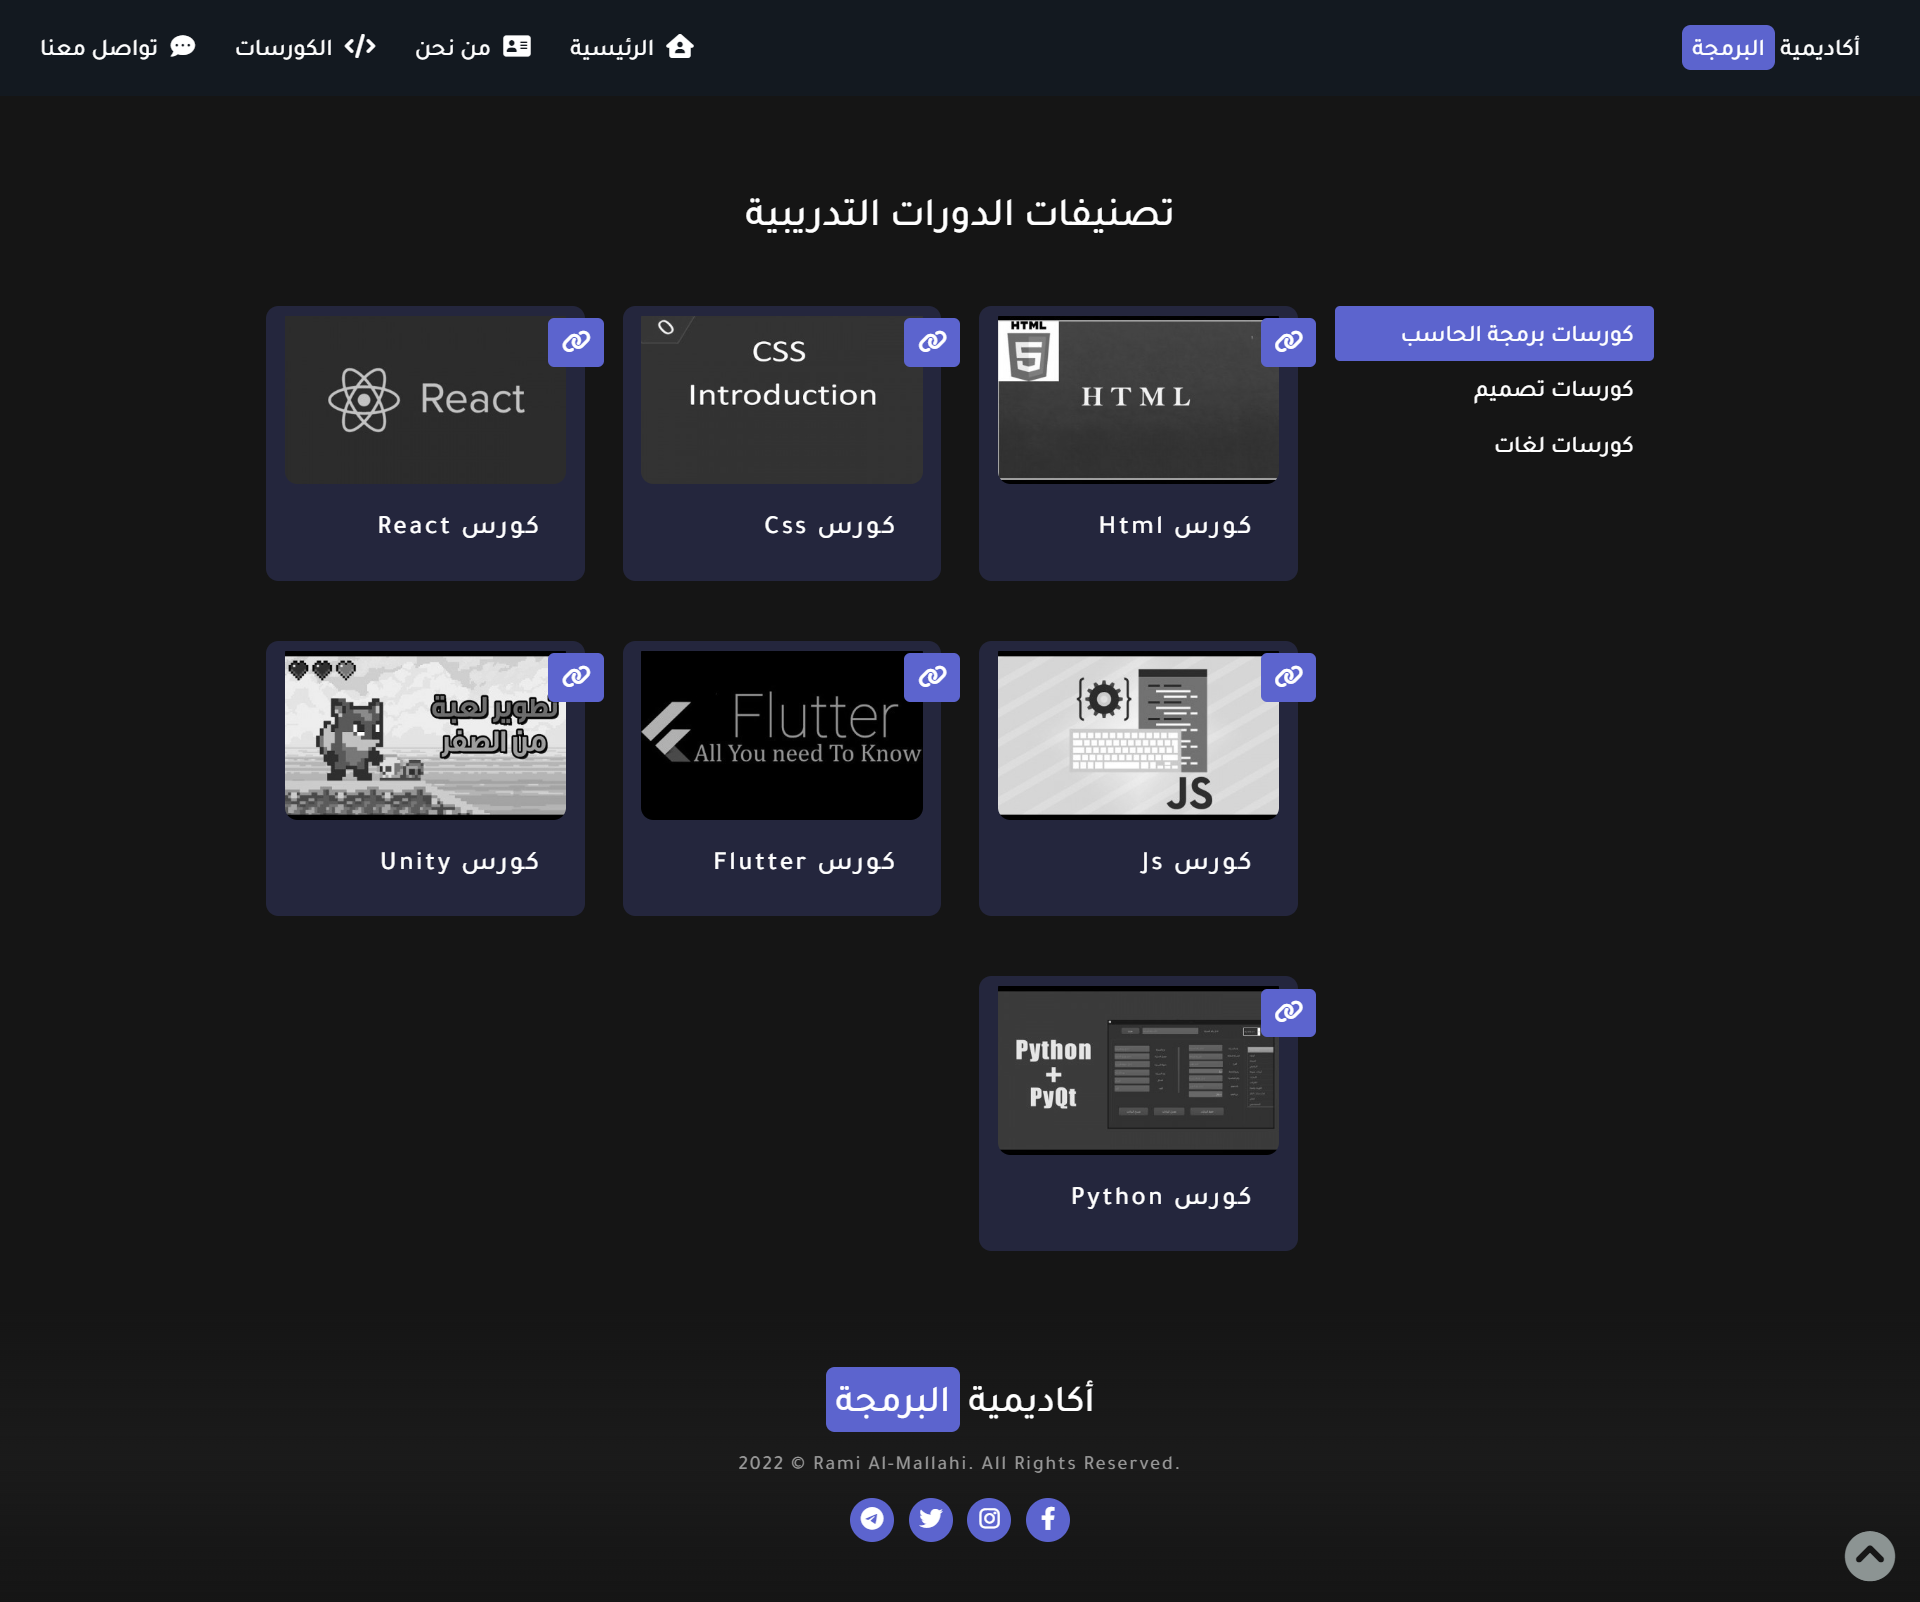 أكاديمية البرمجة
الرئيسية
من نحن
الكورسات
تواصل معنا
تصنيفات الدورات التدريبية
كورسات برمجة الحاسب
كورسات تصميم
كورسات لغات
HTML
HTML
كورس Html
CSS
Introduction
كورس Css
React
كورس React
JS
كورس Js
Flutter
All You need To Know
كورس Flutter
تطوير لعبة
من الصفر
كورس Unity
Python
+
PyQt
كورس Python
أكاديمية البرمجة
2022 © Rami Al-Mallahi. All Rights Reserved.